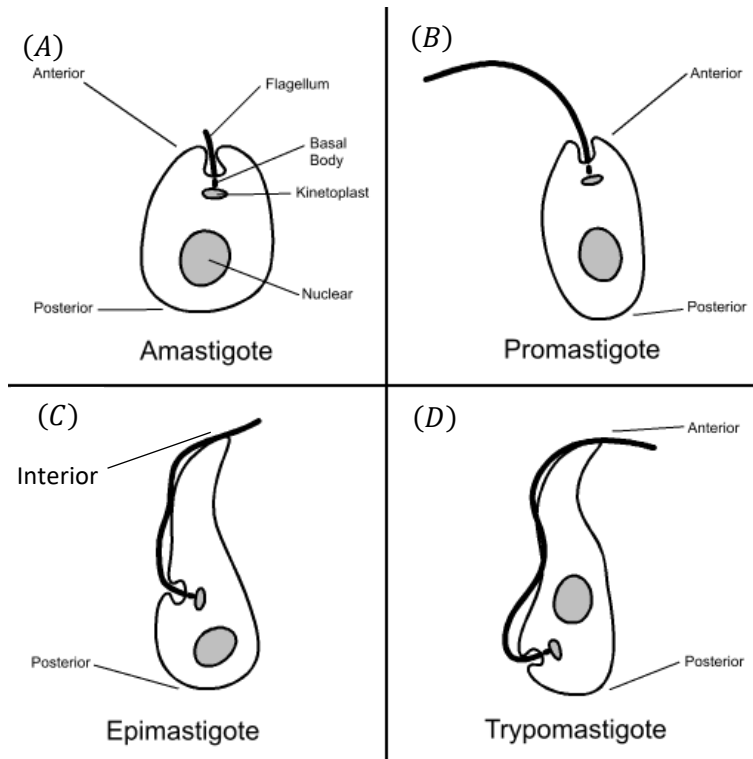 (A)
Anterior
Flagellum
Basal
Body
Kinetoplast
Nuclear
Posterior
Amastigote
(B)
Anterior
Posterior
Promastigote
(C)
Interior
Posterior
Epimastigote
(D)
Anterior
Posterior
Trypomastigote